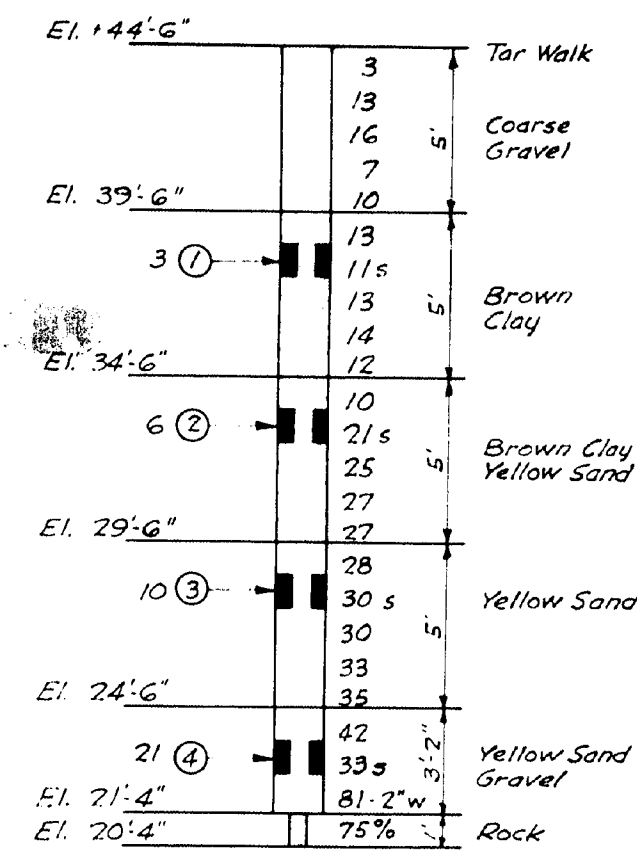 El. +44'-6"
Tar Walk
3
13
16
7
10
5'
Coarse
Gravel
El. 39'-6"
13
3 ① 11s
13
14
12
5'
Brown
Clay
El. 34'-6"
10
6 ② 21 s
25
27
27
5'
Brown Clay
Yellow Sand
El. 29'-6"
28
10 ③ 30 s
30
33
35
5'
Yellow Sand
El. 24'-6"
42
21 ④ 33s
81-2"w
3'-2"
Yellow Sand
Gravel
El. 21'-4"
75%
1'
Rock
El. 20'-4"